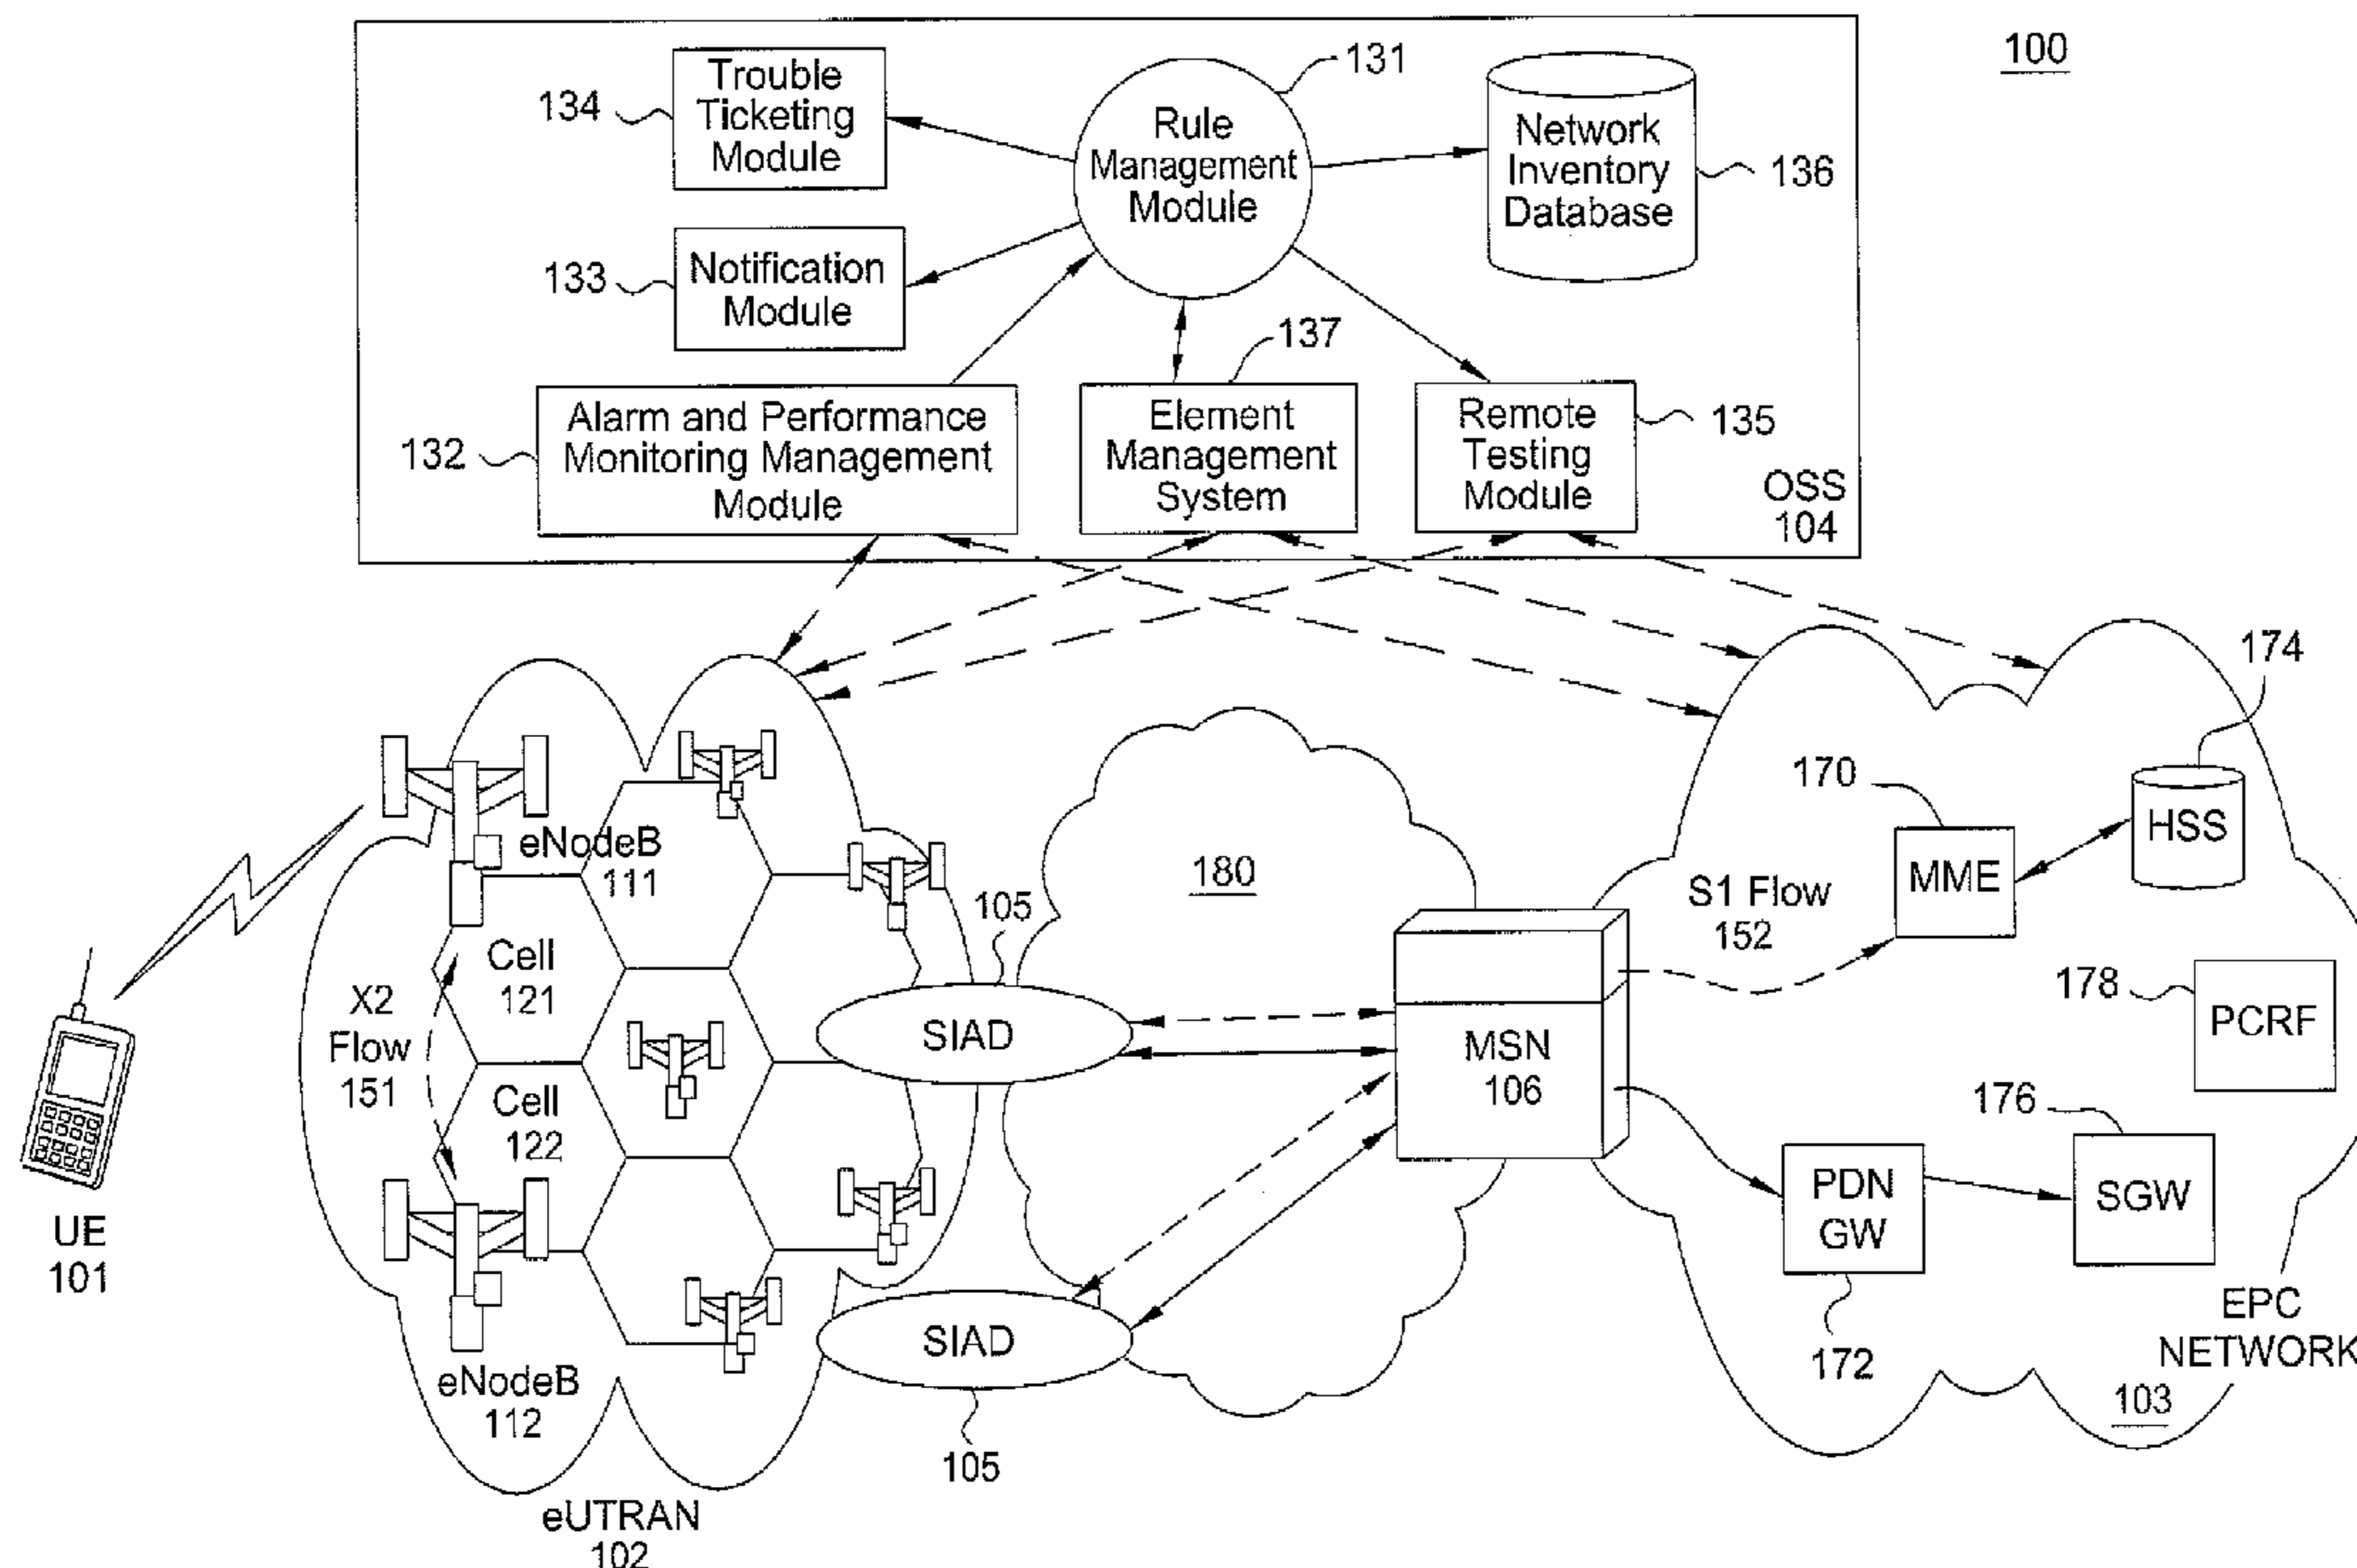 100
131
Trouble
Ticketing
Module
134
Rule
Management
Module
Network
Inventory
Database
136
Notification
Module
133
137
Alarm and Performance
Monitoring Management
Module
132
Element
Management
System
Remote
Testing
Module
135
OSS
104
174
170
HSS
MME
eNodeB
111
180
S1 Flow
152
105
Cell
121
178
PCRF
X2
Flow
151
SIAD
MSN
106
Cell
122
176
PDN
GW
SGW
UE
101
EPC
NETWORK
103
172
SIAD
eNodeB
112
105
eUTRAN
102